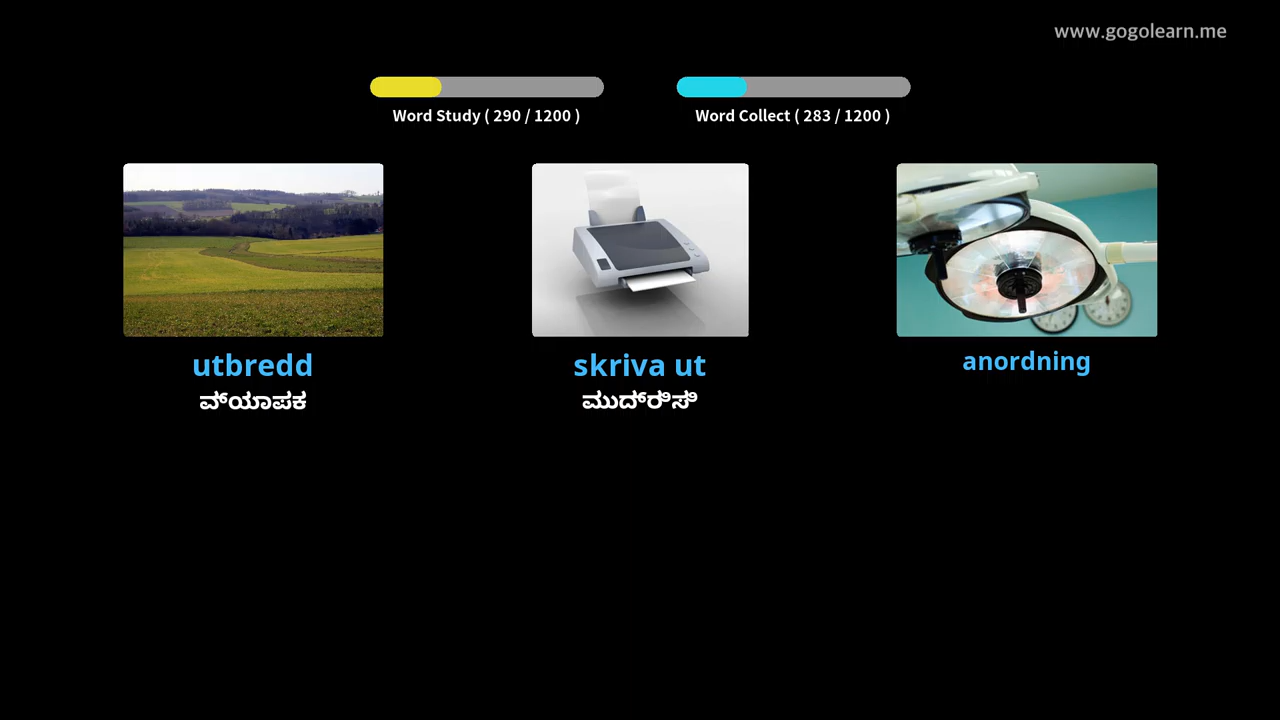 www.gogolearn.me
Word Study ( 290 / 1200 )
Word Collect ( 283 / 1200 )
utbredd
skriva ut
anordning
ವ್ಯಾಪಕ
ಮುದ್ರಿಸಿ